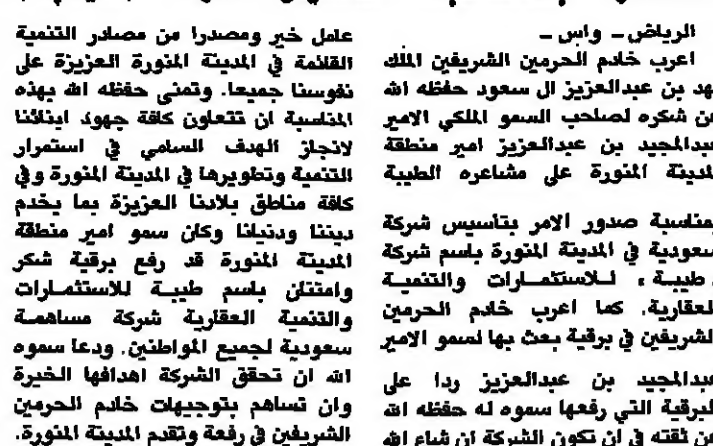 الرياض ـ واس ـ
اعرب خادم الحرمين الشريفين الملك
فهد بن عبدالعزيز ال سعود حفظه الله
عن شكره لصاحب السمو الملكي الامير
عبدالمجيد بن عبدالعزيز امير منطقة
المدينة المنورة على مشاعره الطيبة
بمناسبة صدور الامر بتاسيس شركة
سعودية في المدينة المنورة باسم شركة
« طيبة » للاستثمارات والتنمية
العقارية. كما اعرب خادم الحرمين
الشريفين في برقية بعث بها لسمو الامير
عبدالمجيد بن عبدالعزيز ردا على
البرقية التي رفعها سموه له حفظه الله
عن ثقته في ان تكون الشركة ان شاء الله
عامل خير ومصدرا من مصادر التنمية
القائمة في المدينة المنورة العزيزة على
نفوسنا جميعا. وتمنى حفظه الله بهذه
المناسبة ان تتعاون كافة جهود ابنائنا
لانجاز الهدف السامي في استمرار
التنمية وتطويرها في المدينة المنورة وفي
كافة مناطق بلادنا العزيزة بما يخدم
ديننا ودنيانا وكان سمو امير منطقة
المدينة المنورة قد رفع برقية شكر
وامتنان باسم طيبة للاستثمارات
والتنمية العقارية شركة مساهمة
سعودية لجميع المواطنين. ودعا سموه
الله ان تحقق الشركة اهدافها الخيرة
وان تساهم بتوجيهات خادم الحرمين
الشريفين في رفعة وتقدم المدينة المنورة.